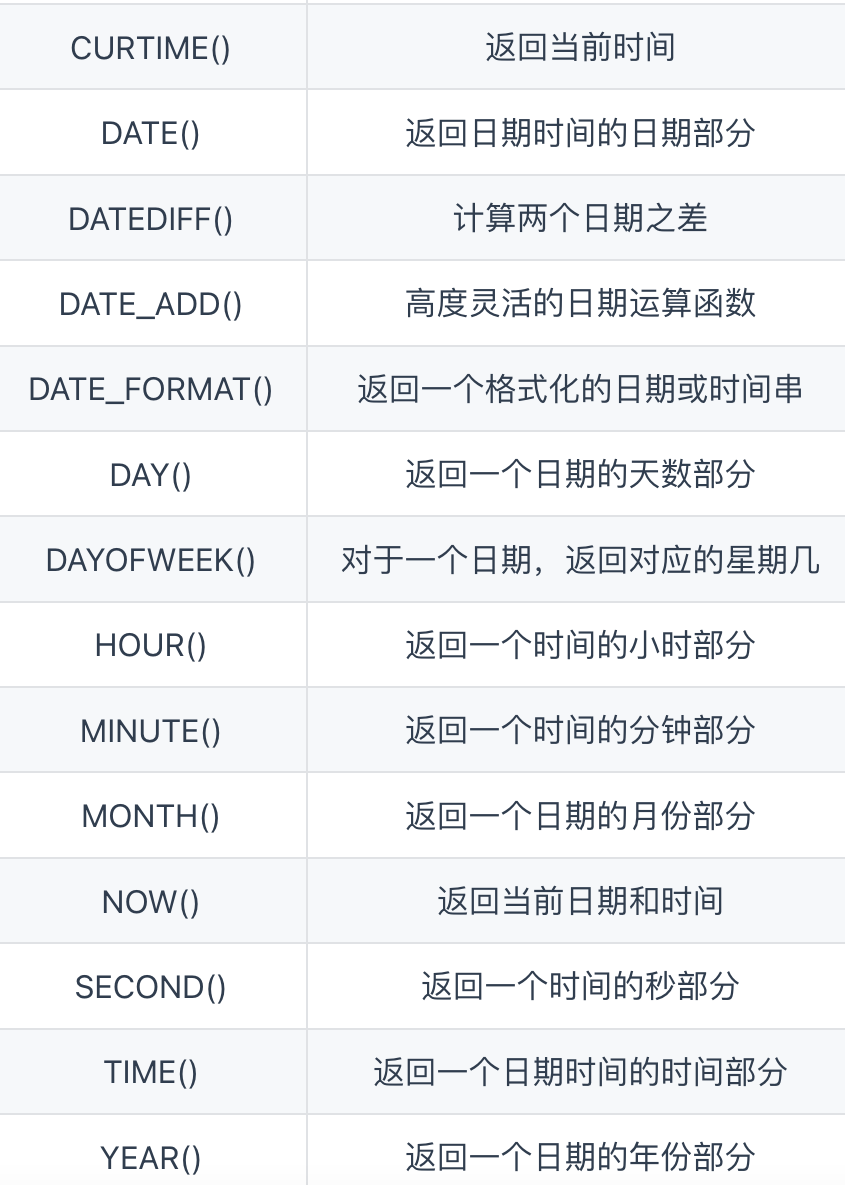 CURTIME() 返回当前时间
DATE() 返回日期时间的日期部分
DATEDIFF() 计算两个日期之差
DATE_ADD() 高度灵活的日期运算函数
DATE_FORMAT() 返回一个格式化的日期或时间串
DAY() 返回一个日期的天数部分
DAYOFWEEK() 对于一个日期，返回对应的星期几
HOUR() 返回一个时间的小时部分
MINUTE() 返回一个时间的分钟部分
MONTH() 返回一个日期的月份部分
NOW() 返回当前日期和时间
SECOND() 返回一个时间的秒部分
TIME() 返回一个日期时间的时间部分
YEAR() 返回一个日期的年份部分